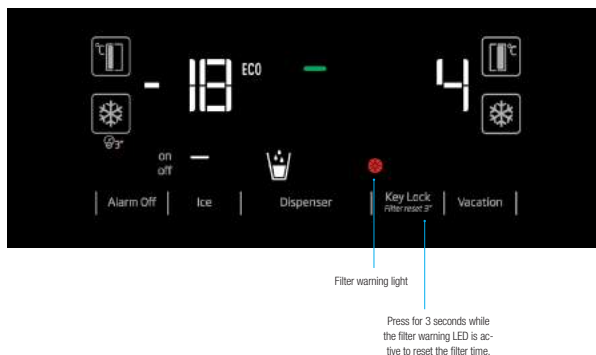 °C
°C
-18 ECO
4
3"
on
off
Alarm Off Ice Dispenser Key Lock Vacation
Filter reset 3"
Filter warning light
Press for 3 seconds while
the filter warning LED is ac-
tive to reset the filter time.